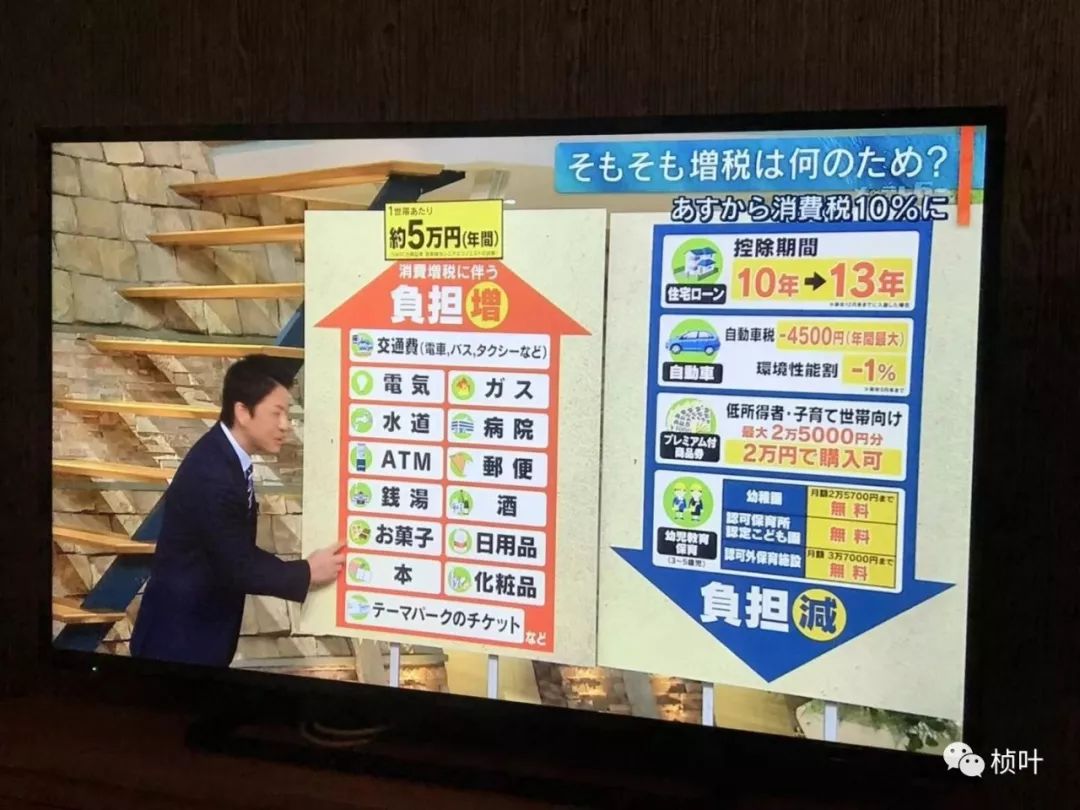 そもそも増税は何のため?
あすから消費税10%に
1世帯あたり
約5万円(年間)
消費増税に伴う
負担増
交通費(電車,バス,タクシーなど)
電気
ガス
水道
病院
ATM
郵便
銭湯
酒
お菓子
日用品
本
化粧品
テーマパークのチケット
など
住宅ローン
控除期間
10年→13年
自動車
自動車税 -4500円(年間最大)
環境性能割 -1%
プレミアム付
商品券
低所得者・子育て世帯向け
最大2万5000円分
2万円で購入可
幼児教育
保育
(3〜5歳児)
幼稚園
月額2万5700円まで
無料
認可保育所
認定こども園
無料
認可外保育施設
月額3万7000円まで
無料
負担減
桢叶